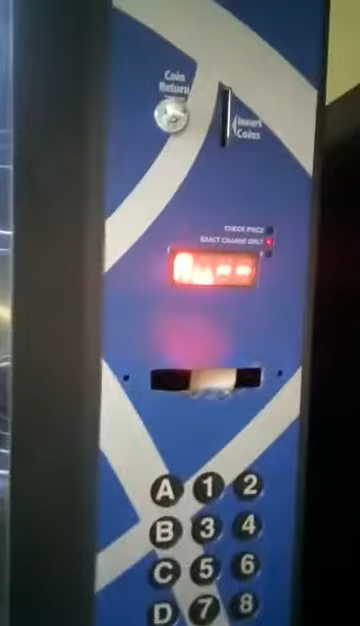 Coin
Return
Insert
Coins
CHECK PRICE
EXACT CHANGE ONLY
A 1 2
B 3 4
C 5 6
D 7 8